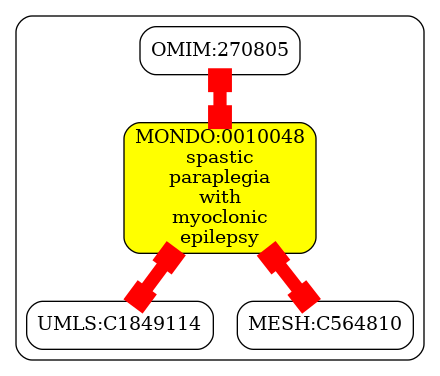 OMIM:270805
MONDO:0010048
spastic
paraplegia
with
myoclonic
epilepsy
UMLS:C1849114
MESH:C564810